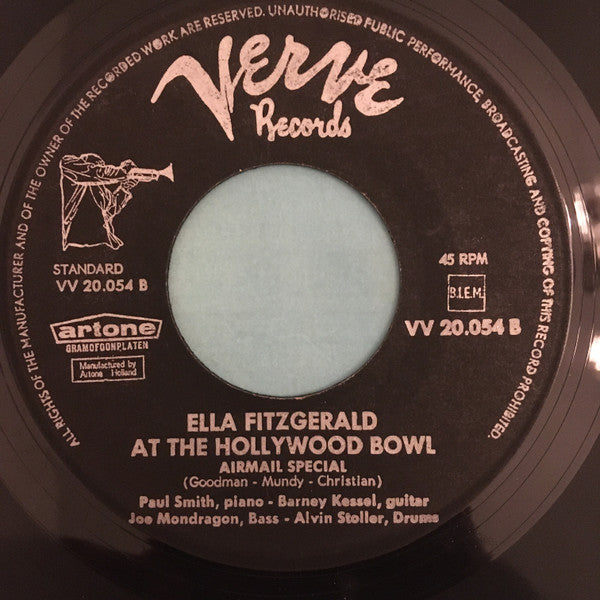 ALL RIGHTS OF THE MANUFACTURER AND OF THE OWNER OF THE RECORDED WORK ARE RESERVED. UNAUTHORISED PUBLIC PERFORMANCE, BROADCASTING AND COPYING OF THIS RECORD PROHIBITED.
Verve
Records
STANDARD
VV 20.054 B
45 RPM
B.I.E.M.
VV 20.054 B
artone
GRAMOFOONPLATEN
Manufactured by
Artone Holland
ELLA FITZGERALD
AT THE HOLLYWOOD BOWL
AIRMAIL SPECIAL
(Goodman - Mundy - Christian)
Paul Smith, piano - Barney Kessel, guitar
Joe Mondragon, Bass - Alvin Stoller, Drums